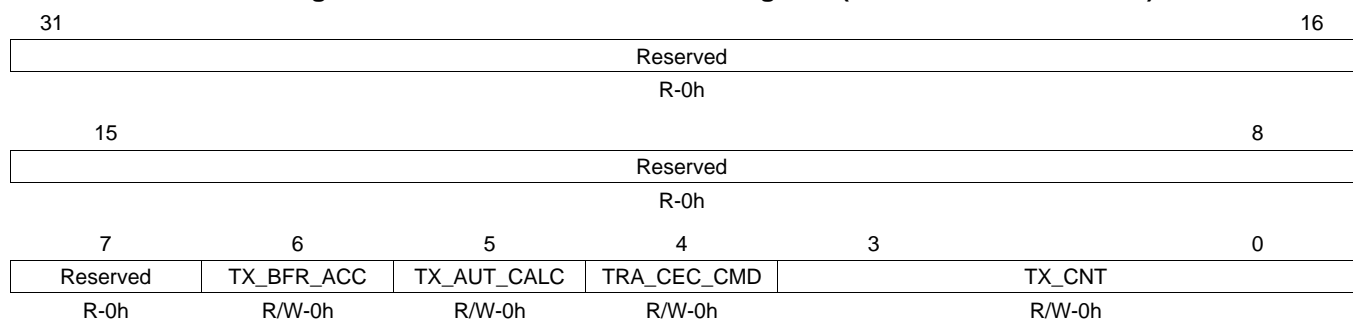 31 16
Reserved
R-0h
15 8
Reserved
R-0h
7 6 5 4 3 0
Reserved TX_BFR_ACC TX_AUT_CALC TRA_CEC_CMD TX_CNT
R-0h R/W-0h R/W-0h R/W-0h R/W-0h